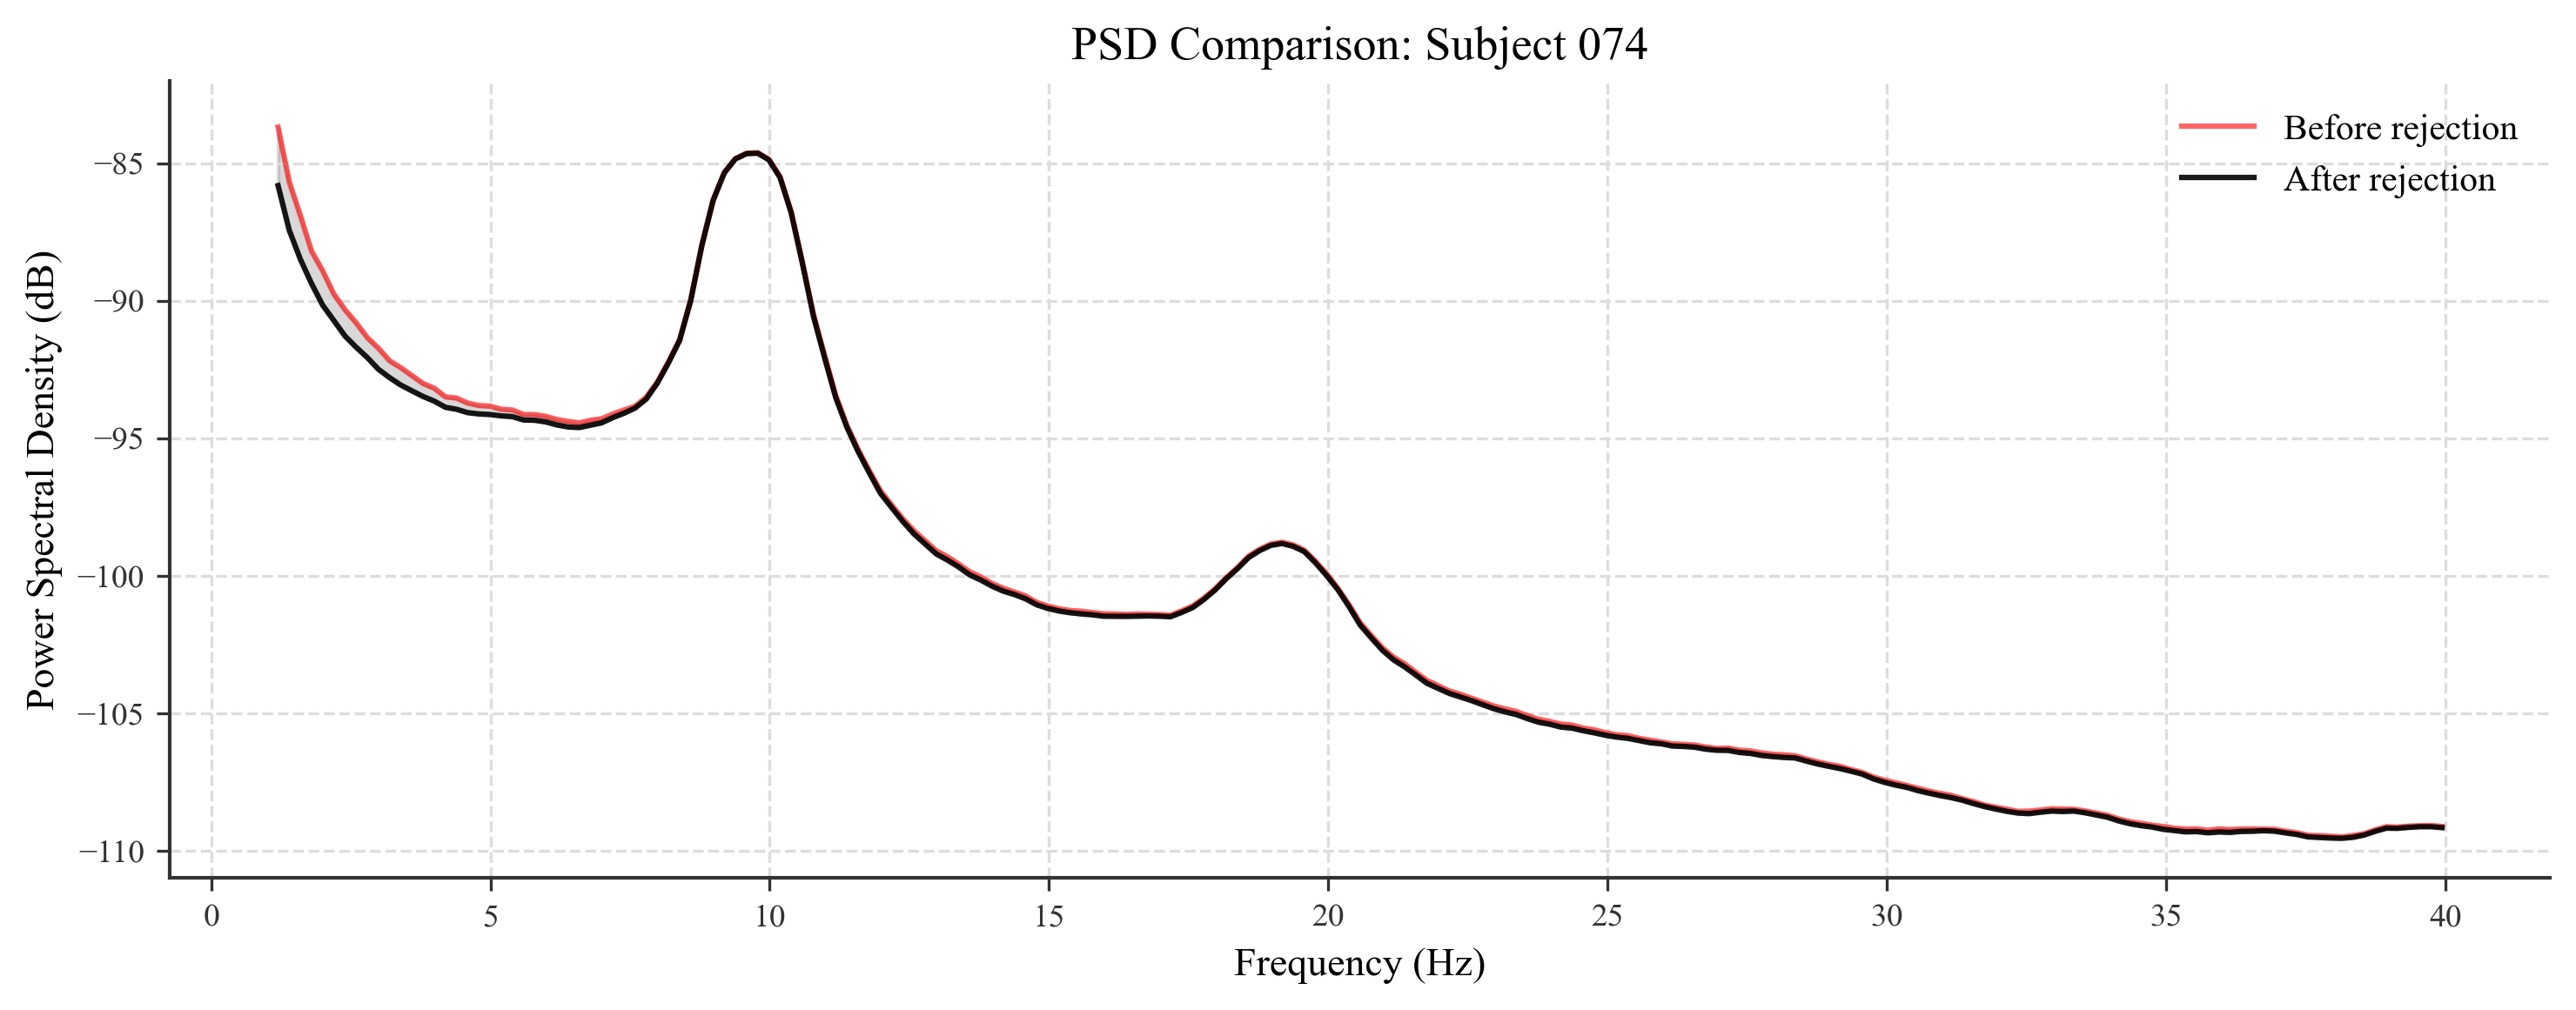 PSD Comparison: Subject 074
Before rejection
After rejection
Power Spectral Density (dB)
−85
−90
−95
−100
−105
−110
0 5 10 15 20 25 30 35 40
Frequency (Hz)